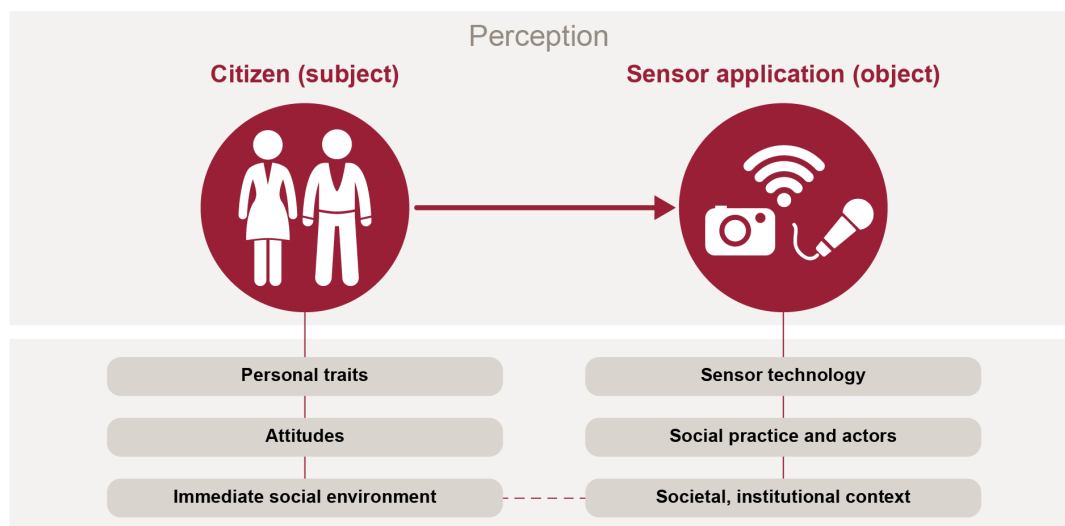 Perception
Citizen (subject)
Sensor application (object)
Personal traits
Sensor technology
Attitudes
Social practice and actors
Immediate social environment
Societal, institutional context